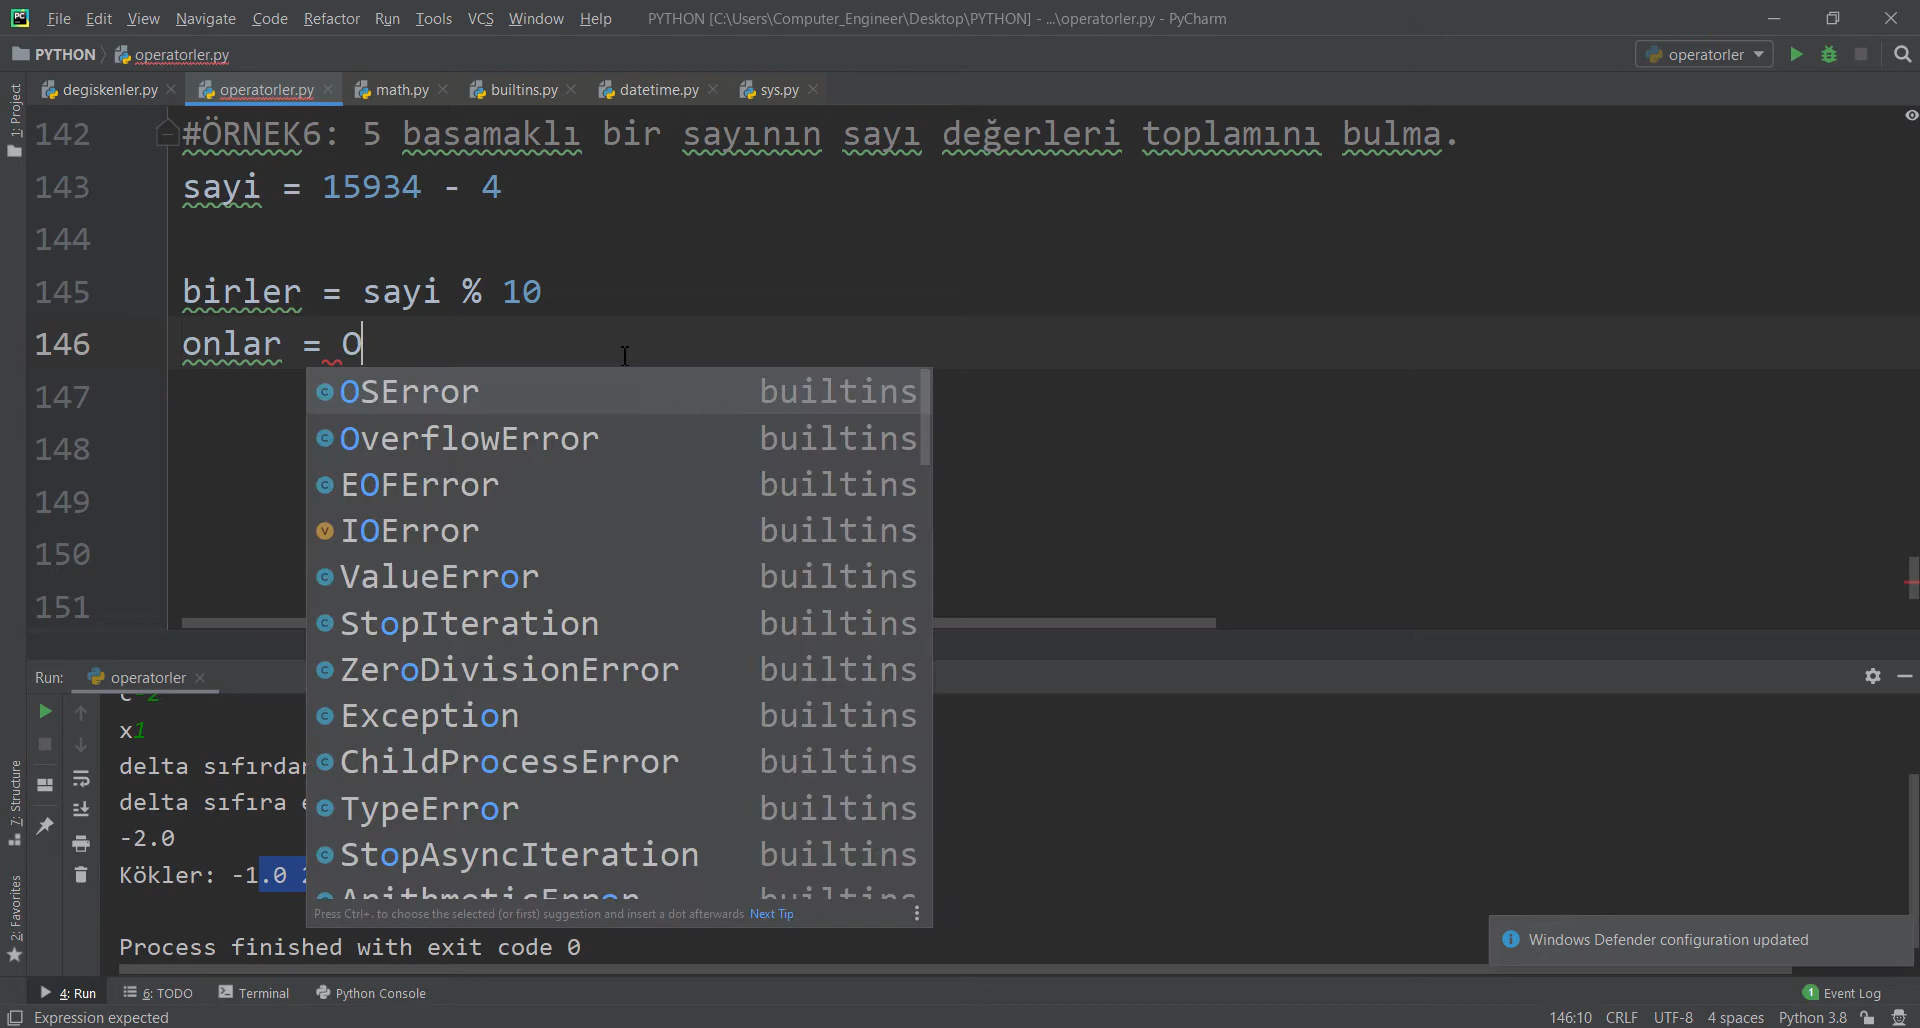 File Edit View Navigate Code Refactor Run Tools VCS Window Help PYTHON [C:\Users\Computer_Engineer\Desktop\PYTHON] - ...\operatorler.py - PyCharm
PYTHON operatorler.py operatorler
1: Project
degiskenler.py operatorler.py math.py builtins.py datetime.py sys.py
142 #ÖRNEK6: 5 basamaklı bir sayının sayı değerleri toplamını bulma.
143 sayi = 15934 - 4
144
145 birler = sayi % 10
146 onlar = O
147
148
149
150
151
OSError builtins
OverflowError builtins
EOFError builtins
IOError builtins
ValueError builtins
StopIteration builtins
ZeroDivisionError builtins
Exception builtins
ChildProcessError builtins
TypeError builtins
StopAsyncIteration builtins
ArithmeticError builtins
Press Ctrl+. to choose the selected (or first) suggestion and insert a dot afterwards Next Tip
Run: operatorler
x1
delta sıfırdan
delta sıfıra
-2.0
Kökler: -1.0
Process finished with exit code 0
7: Structure
2: Favorites
Windows Defender configuration updated
4: Run 6: TODO Terminal Python Console 1 Event Log
Expression expected 146:10 CRLF UTF-8 4 spaces Python 3.8